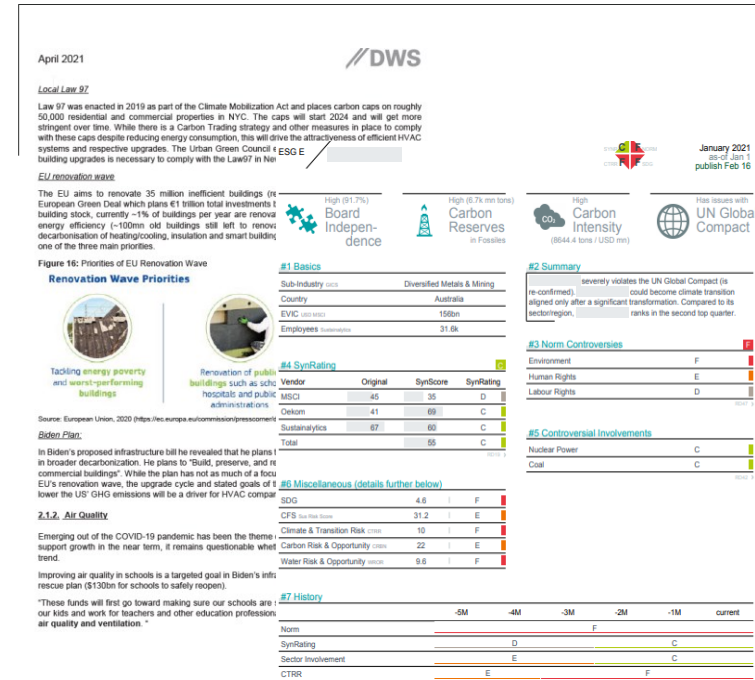 April 2021
DWS
Local Law 97
Law 97 was enacted in 2019 as part of the Climate Mobilization Act and places carbon caps on roughly
50,000 residential and commercial properties in NYC. The caps will start 2024 and will get more
stringent over time. While there is a Carbon Trading strategy and other measures in place to comply
with these caps despite reducing energy consumption, this will drive the attractiveness of efficient HVAC
systems and respective upgrades. The Urban Green Council
building upgrades is necessary to comply with the Law97 in
EU renovation wave
The EU aims to renovate 35 million inefficient buildings
European Green Deal which plans €1 trillion total investments
building stock, currently ~1% of buildings per year are
energy efficiency (~100mm old buildings still left to
decarbonisation of heating/cooling, insulation and smart
one of the three main priorities.
Figure 16: Priorities of EU Renovation Wave
Renovation Wave Priorities
Tackling energy poverty
and worst-performing
buildings
Renovation of
buildings such as
hospitals and public
administrations
Source: European Union, 2020
Biden Plan:
In Biden's proposed infrastructure bill he revealed that he plans
in broader decarbonization. He plans to "Build, preserve, and
commercial buildings". While the plan has not as much of a
EU's renovation wave, the upgrade cycle and stated goals of
lower the US' GHG emissions will be a driver for HVAC
2.1.2. Air Quality
Emerging out of the COVID-19 pandemic has been the theme
support growth in the near term, it remains questionable
trend.
Improving air quality in schools is a targeted goal in Biden's
rescue plan ($130bn for schools to safely reopen).
"These funds will first go toward making sure our schools are
our kids and work for teachers and other education
air quality and ventilation. "
ESG E
C F
F F
January 2021
as-of Jan 1
publish Feb 16
High (91.7%)
Board
Indepen-
dence
High (6.7k mn tons)
Carbon
Reserves
in Fossiles
CO₂
High
Carbon
Intensity
(8644.4 tons / USD mn)
Has issues with
UN Global
Compact
#1 Basics
Sub-Industry GICS Diversified Metals & Mining
Country Australia
EVIC USD MSCI 156bn
Employees Sustainalytics 31.6k
#2 Summary
severely violates the UN Global Compact (is
re-confirmed). could become climate transition
aligned only after a significant transformation. Compared to its
sector/region, ranks in the second top quarter.
#3 Norm Controversies F
Environment F
Human Rights E
Labour Rights D
#4 SynRating C
Vendor Original SynScore SynRating
MSCI 45 35 D
Oekom 41 69 C
Sustainalytics 67 60 C
Total 55 C
#5 Controversial Involvements
Nuclear Power C
Coal C
#6 Miscellaneous (details further below)
SDG 4.6 F
CFS 31.2 E
Climate & Transition Risk CTRR 10 F
Carbon Risk & Opportunity 22 E
Water Risk & Opportunity 9.6 F
#7 History
-5M -4M -3M -2M -1M current
Norm F
SynRating D C
Sector Involvement E C
CTRR E F